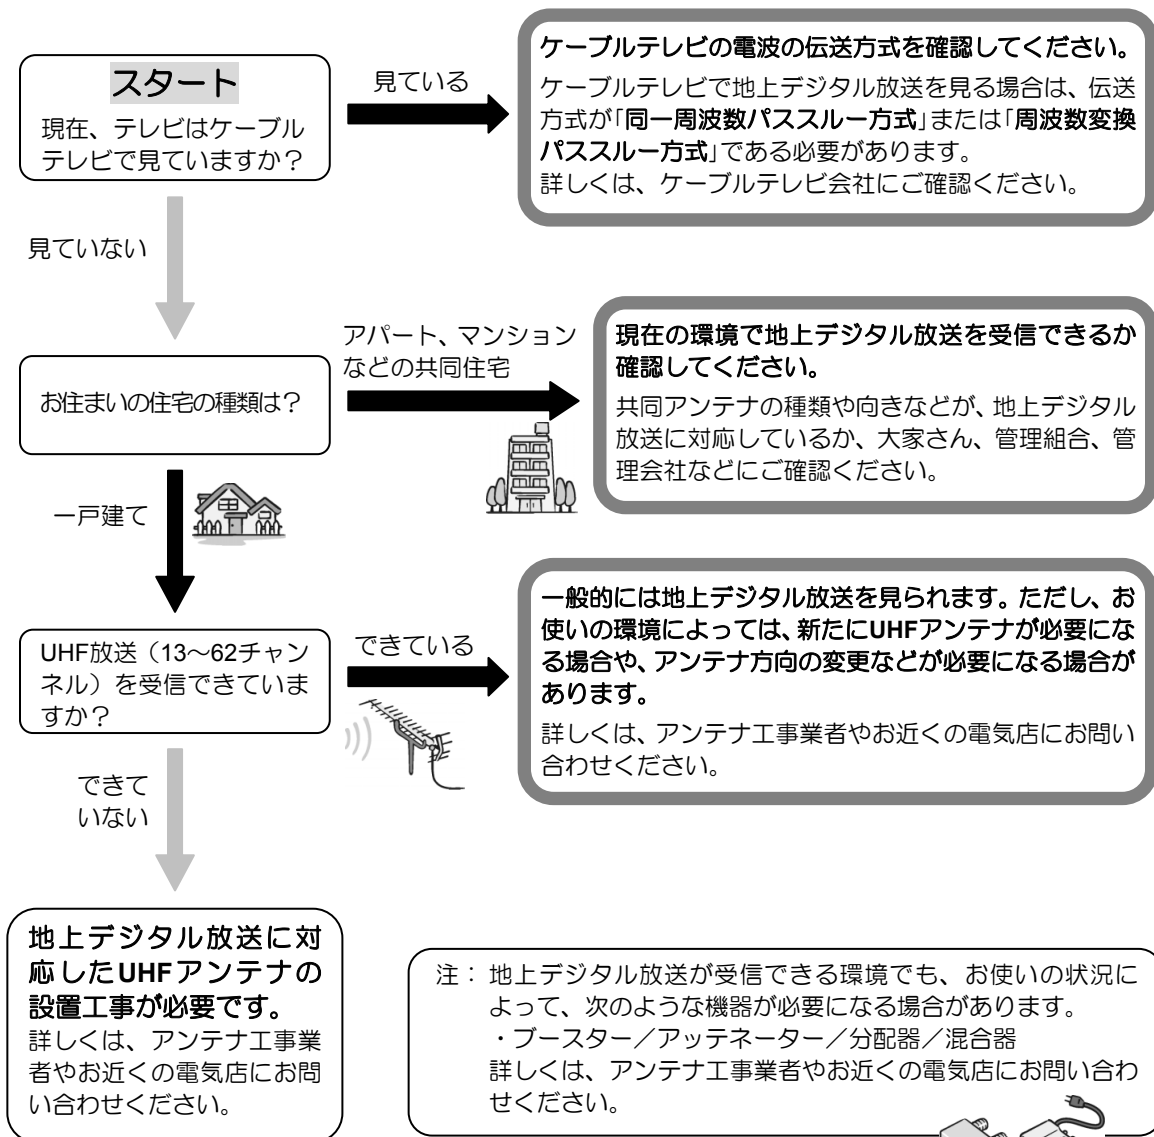 スタート
現在、テレビはケーブル
テレビで見ていますか？
見ている
ケーブルテレビの電波の伝送方式を確認してください。
ケーブルテレビで地上デジタル放送を見る場合は、伝送
方式が「同一周波数パススルー方式」または「周波数変換
パススルー方式」である必要があります。
詳しくは、ケーブルテレビ会社にご確認ください。
見ていない
お住まいの住宅の種類は？
アパート、マンション
などの共同住宅
現在の環境で地上デジタル放送を受信できるか
確認してください。
共同アンテナの種類や向きなどが、地上デジタル
放送に対応しているか、大家さん、管理組合、管
理会社などにご確認ください。
一戸建て
UHF放送（13～62チャン
ネル）を受信できていま
すか？
できている
一般的には地上デジタル放送を見られます。ただし、お
使いの環境によっては、新たにUHFアンテナが必要にな
る場合や、アンテナ方向の変更などが必要になる場合が
あります。
詳しくは、アンテナ工事業者やお近くの電気店にお問い
合わせください。
できて
いない
地上デジタル放送に対
応したUHFアンテナの
設置工事が必要です。
詳しくは、アンテナ工事業
者やお近くの電気店にお問
い合わせください。
注： 地上デジタル放送が受信できる環境でも、お使いの状況に
よって、次のような機器が必要になる場合があります。
・ブースター／アッテネーター／分配器／混合器
詳しくは、アンテナ工事業者やお近くの電気店にお問い合わ
せください。